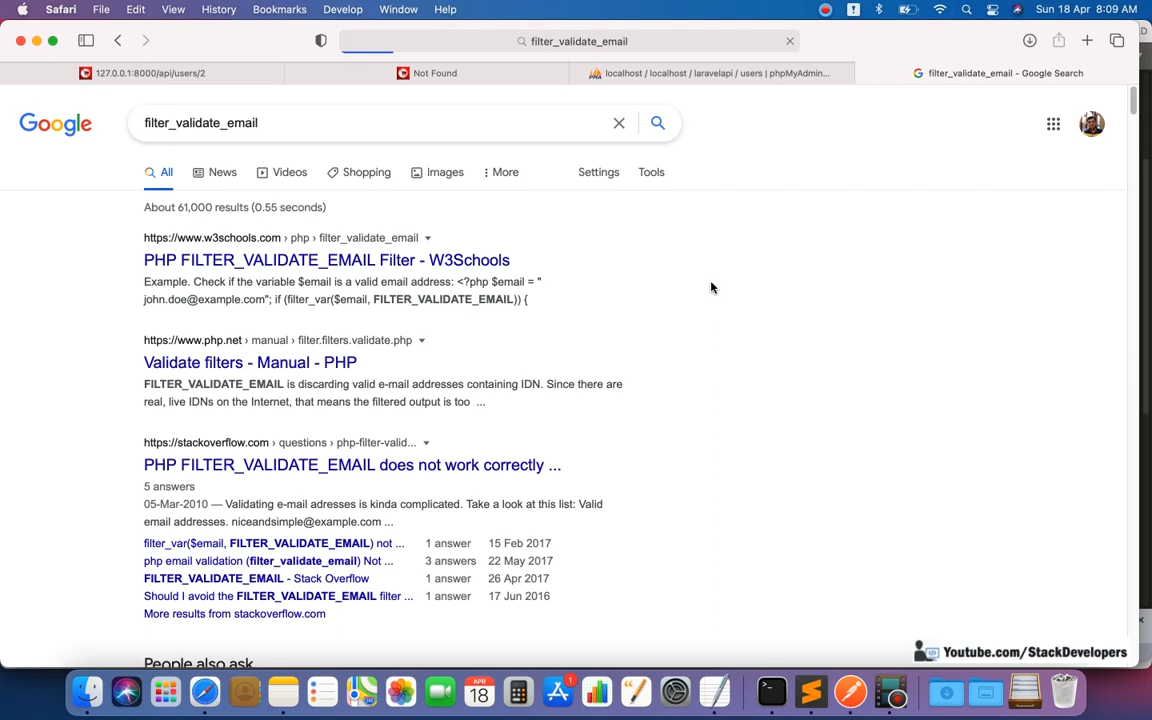 Safari File Edit View History Bookmarks Develop Window Help Sun 18 Apr 8:09 AM
filter_validate_email
127.0.0.1:8000/api/users/2 Not Found localhost / localhost / laravelapi / users | phpMyAdmin... filter_validate_email - Google Search
Google filter_validate_email
All News Videos Shopping Images More Settings Tools
About 61,000 results (0.55 seconds)
https://www.w3schools.com › php › filter_validate_email
PHP FILTER_VALIDATE_EMAIL Filter - W3Schools
Example. Check if the variable $email is a valid email address: <?php $email = "
john.doe@example.com"; if (filter_var($email, FILTER_VALIDATE_EMAIL)) {
https://www.php.net › manual › filter.filters.validate.php
Validate filters - Manual - PHP
FILTER_VALIDATE_EMAIL is discarding valid e-mail addresses containing IDN. Since there are
real, live IDNs on the Internet, that means the filtered output is too ...
https://stackoverflow.com › questions › php-filter-valid...
PHP FILTER_VALIDATE_EMAIL does not work correctly ...
5 answers
05-Mar-2010 — Validating e-mail adresses is kinda complicated. Take a look at this list: Valid
email addresses. niceandsimple@example.com ...
filter_var($email, FILTER_VALIDATE_EMAIL) not ... 1 answer 15 Feb 2017
php email validation (filter_validate_email) Not ... 3 answers 22 May 2017
FILTER_VALIDATE_EMAIL - Stack Overflow 1 answer 26 Apr 2017
Should I avoid the FILTER_VALIDATE_EMAIL filter ... 1 answer 17 Jun 2016
More results from stackoverflow.com
People also ask
Youtube.com/StackDevelopers
APR
18
1